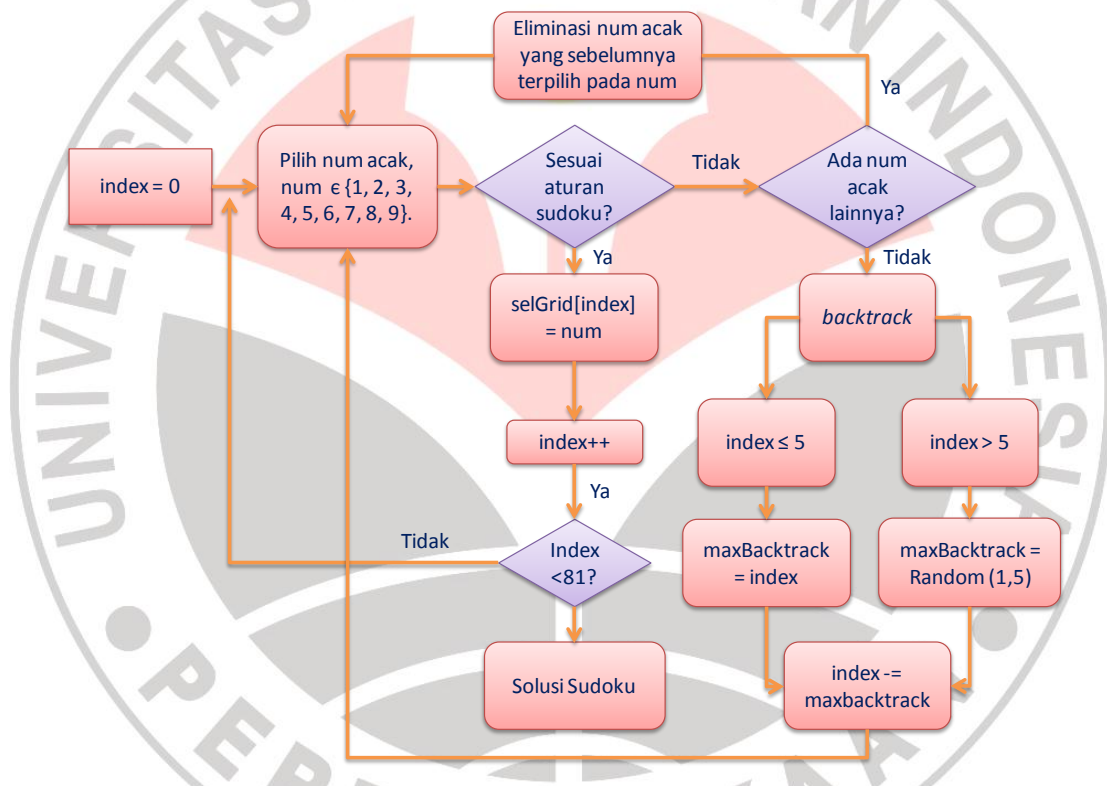 Eliminasi num acak
yang sebelumnya
terpilih pada num
Ya
index = 0
Pilih num acak,
num є {1, 2, 3,
4, 5, 6, 7, 8, 9}.
Sesuai
aturan
sudoku?
Tidak
Ada num
acak
lainnya?
Ya
Tidak
selGrid[index]
= num
backtrack
index++
index ≤ 5
index > 5
Ya
Tidak
Index
<81?
maxBacktrack
= index
maxBacktrack =
Random (1,5)
Solusi Sudoku
index -=
maxbacktrack